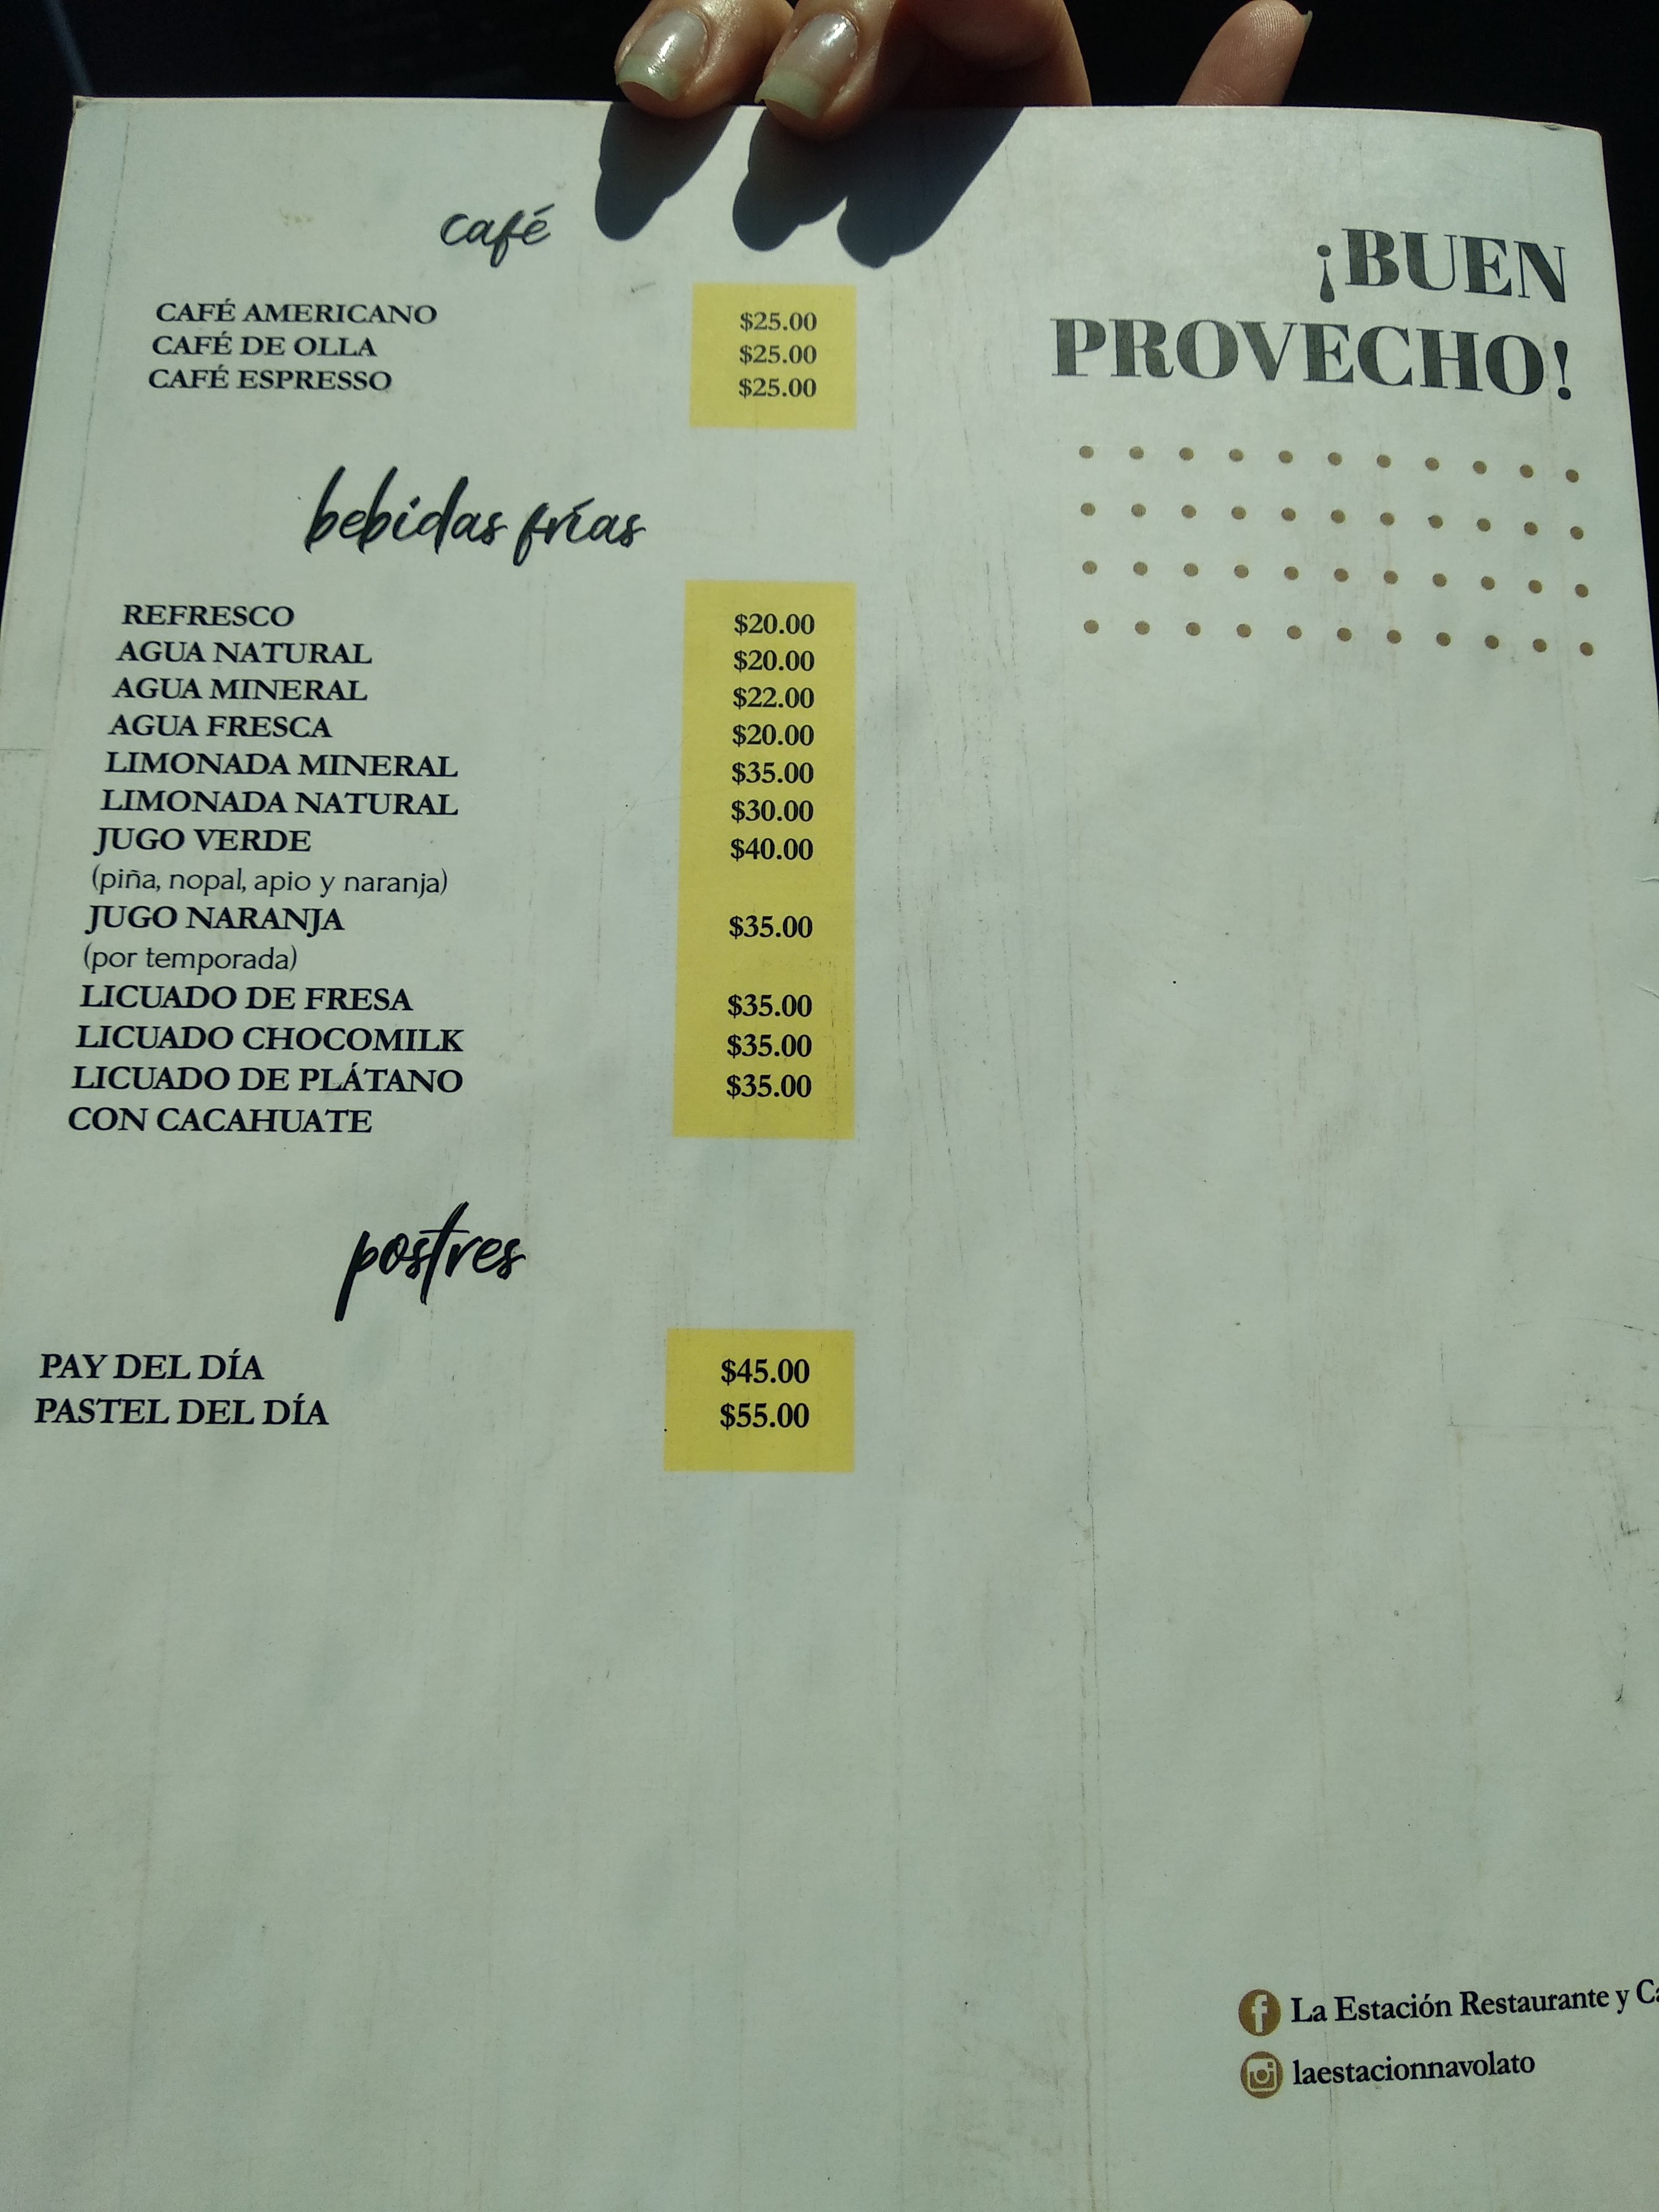 café
CAFÉ AMERICANO $25.00
CAFÉ DE OLLA $25.00
CAFÉ ESPRESSO $25.00
bebidas frías
REFRESCO $20.00
AGUA NATURAL $20.00
AGUA MINERAL $22.00
AGUA FRESCA $20.00
LIMONADA MINERAL $35.00
LIMONADA NATURAL $30.00
JUGO VERDE $40.00
(piña, nopal, apio y naranja)
JUGO NARANJA $35.00
(por temporada)
LICUADO DE FRESA $35.00
LICUADO CHOCOMILK $35.00
LICUADO DE PLÁTANO $35.00
CON CACAHUATE
postres
PAY DEL DÍA $45.00
PASTEL DEL DÍA $55.00
¡BUEN
PROVECHO!
La Estación Restaurante y
laestacionnavolato